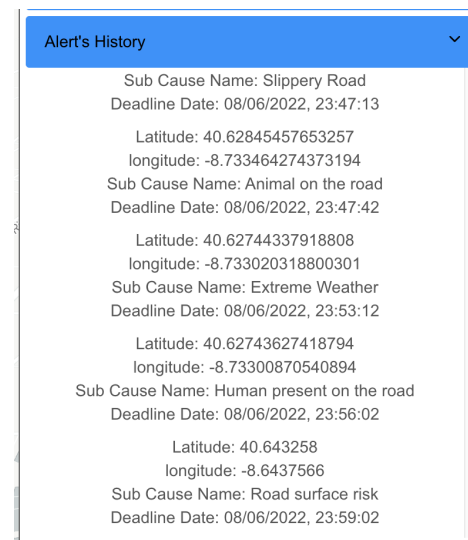 Alert's History
Sub Cause Name: Slippery Road
Deadline Date: 08/06/2022, 23:47:13
Latitude: 40.62845457653257
longitude: -8.733464274373194
Sub Cause Name: Animal on the road
Deadline Date: 08/06/2022, 23:47:42
Latitude: 40.62744337918808
longitude: -8.733020318800301
Sub Cause Name: Extreme Weather
Deadline Date: 08/06/2022, 23:53:12
Latitude: 40.62743627418794
longitude: -8.73300870540894
Sub Cause Name: Human present on the road
Deadline Date: 08/06/2022, 23:56:02
Latitude: 40.643258
longitude: -8.6437566
Sub Cause Name: Road surface risk
Deadline Date: 08/06/2022, 23:59:02